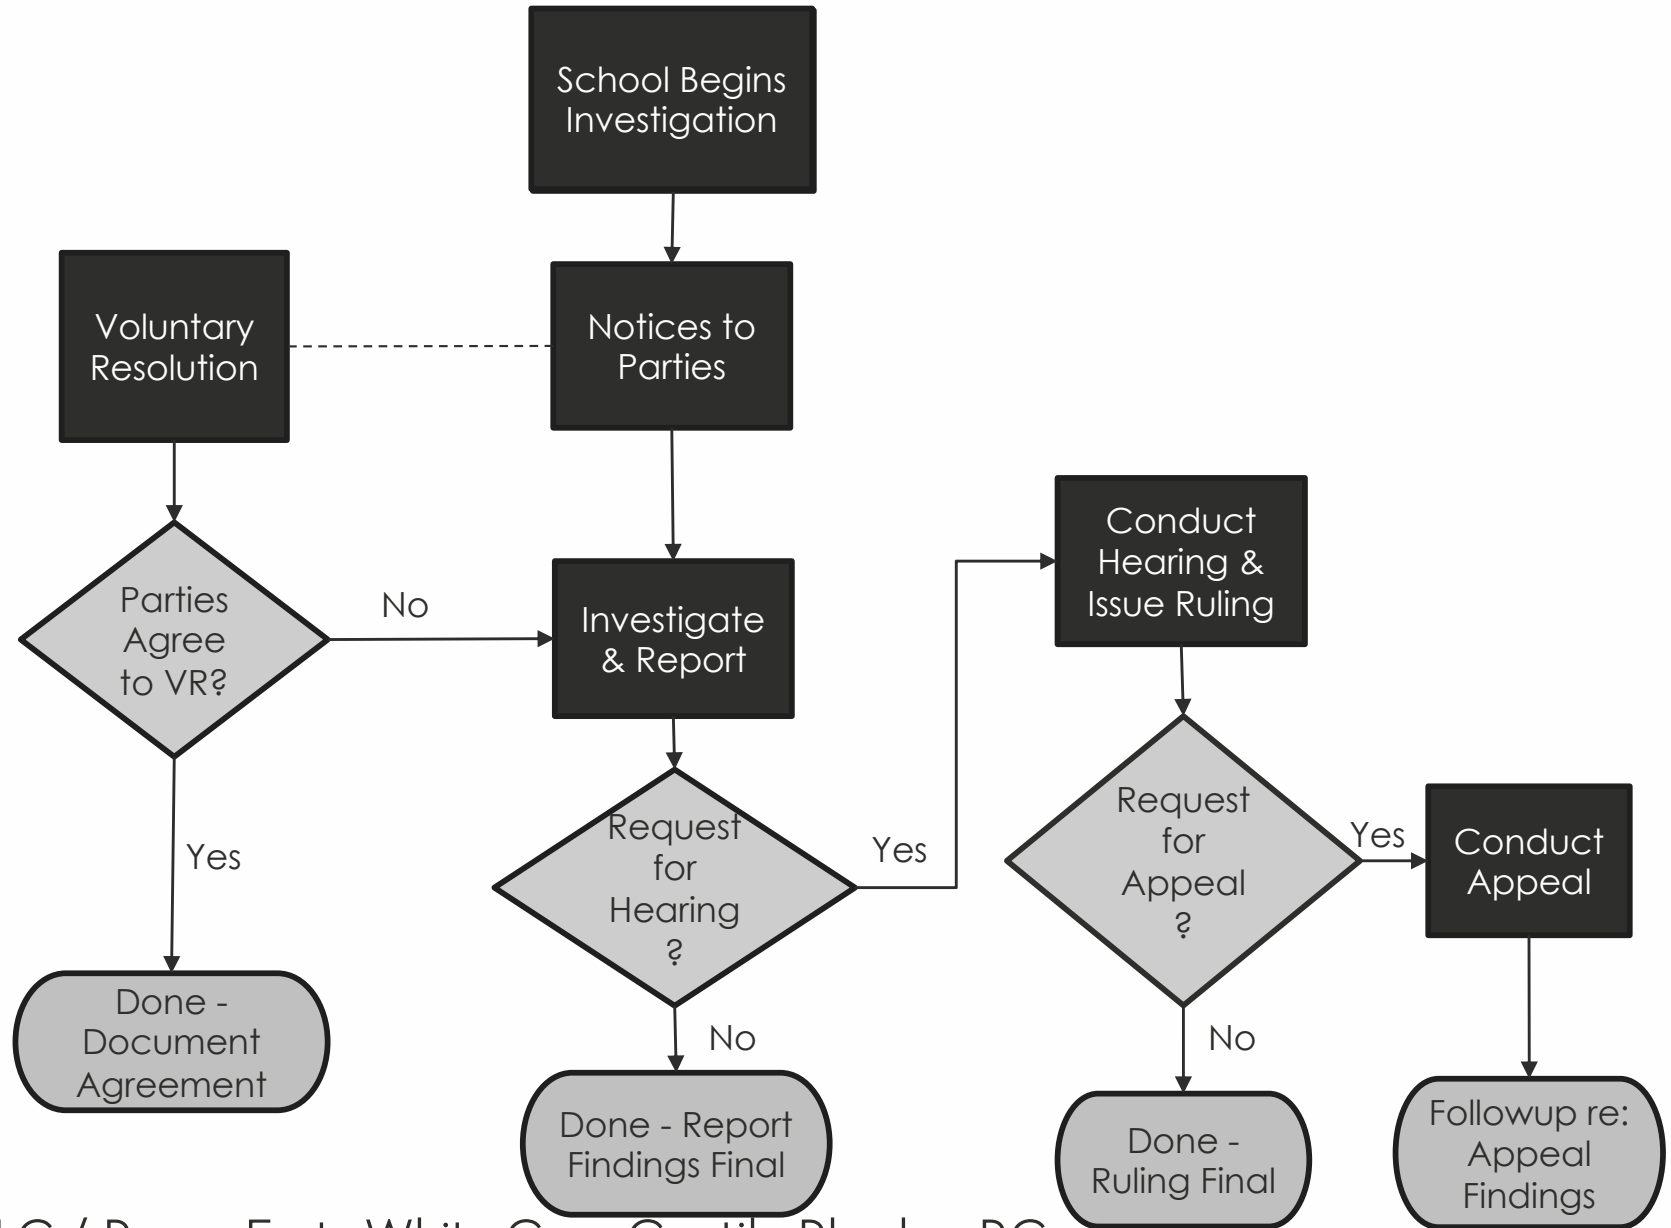 School Begins
Investigation
Voluntary
Resolution
Notices to
Parties
Parties
Agree
to VR?
No
Investigate
& Report
Conduct
Hearing &
Issue Ruling
Yes
Request
for
Hearing
?
Yes
Request
for
Appeal
?
Yes
Conduct
Appeal
Done -
Document
Agreement
No
Done - Report
Findings Final
No
Done -
Ruling Final
Followup re:
Appeal
Findings